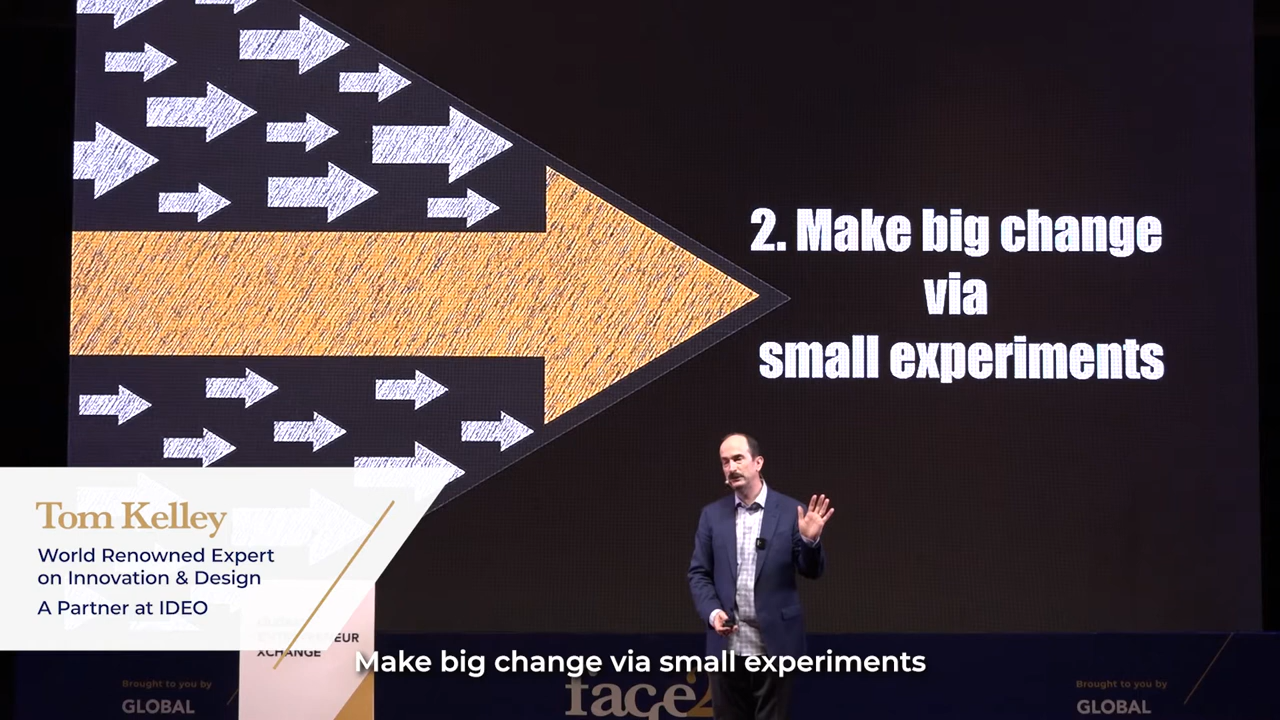 2. Make big change
via
small experiments
Tom Kelley
World Renowned Expert
on Innovation & Design
A Partner at IDEO
XCHANGE
Make big change via small experiments
Brought to you by
GLOBAL
face2
Brought to you by
GLOBAL